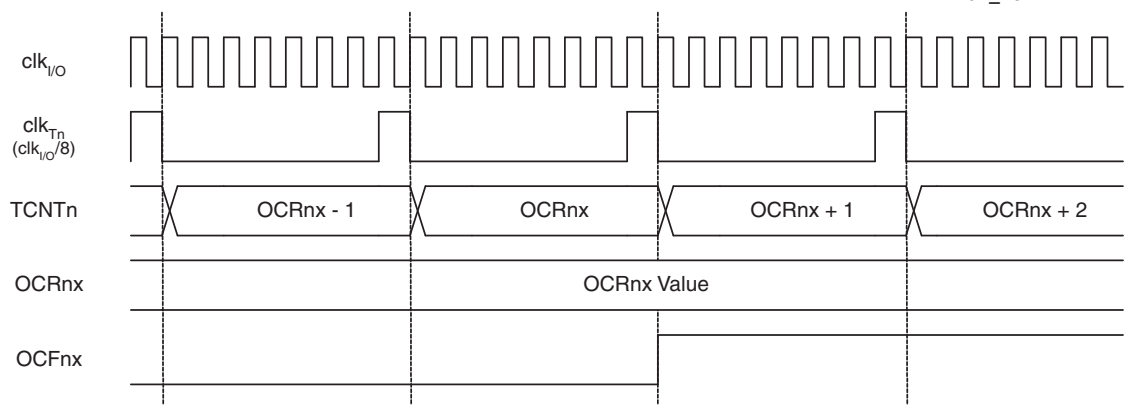 clkI/O
clkTn
(clkI/O/8)
TCNTn OCRnx - 1 OCRnx OCRnx + 1 OCRnx + 2
OCRnx OCRnx Value
OCFnx